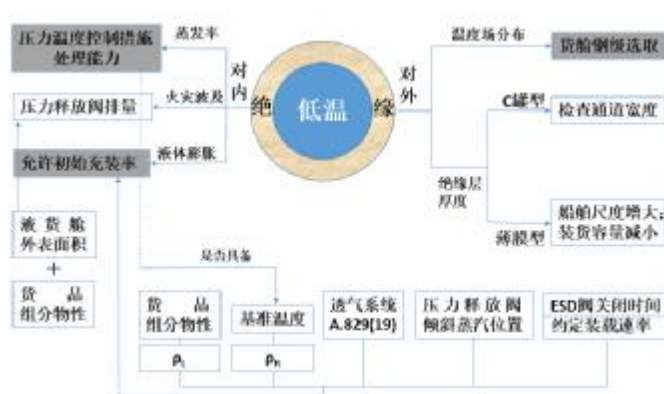 压力温度控制措施
处理能力
蒸发率
温度场分布
货舱钢级选取
对内
对外
压力释放阀排量
火灾波及
绝
低温
缘
C罐型
检查通道宽度
允许初始充装率
液体膨胀
绝缘层
厚度
船舶尺度增大;
装货容量减小
薄膜型
液货舱
外表面积
+
货品
组分物性
是否具备
货品
组分物性
基准温度
透气系统
A.829(19)
压力释放阀
倾斜蒸汽位置
ESD阀关闭时间
约定装载速率
ρL
ρR